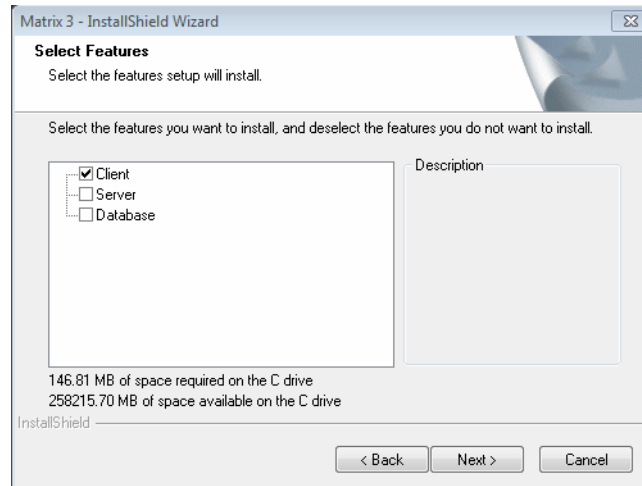 Matrix 3 - InstallShield Wizard
Select Features
Select the features setup will install.
Select the features you want to install, and deselect the features you do not want to install.
Client
Server
Database
Description
146.81 MB of space required on the C drive
258215.70 MB of space available on the C drive
InstallShield
< Back
Next >
Cancel